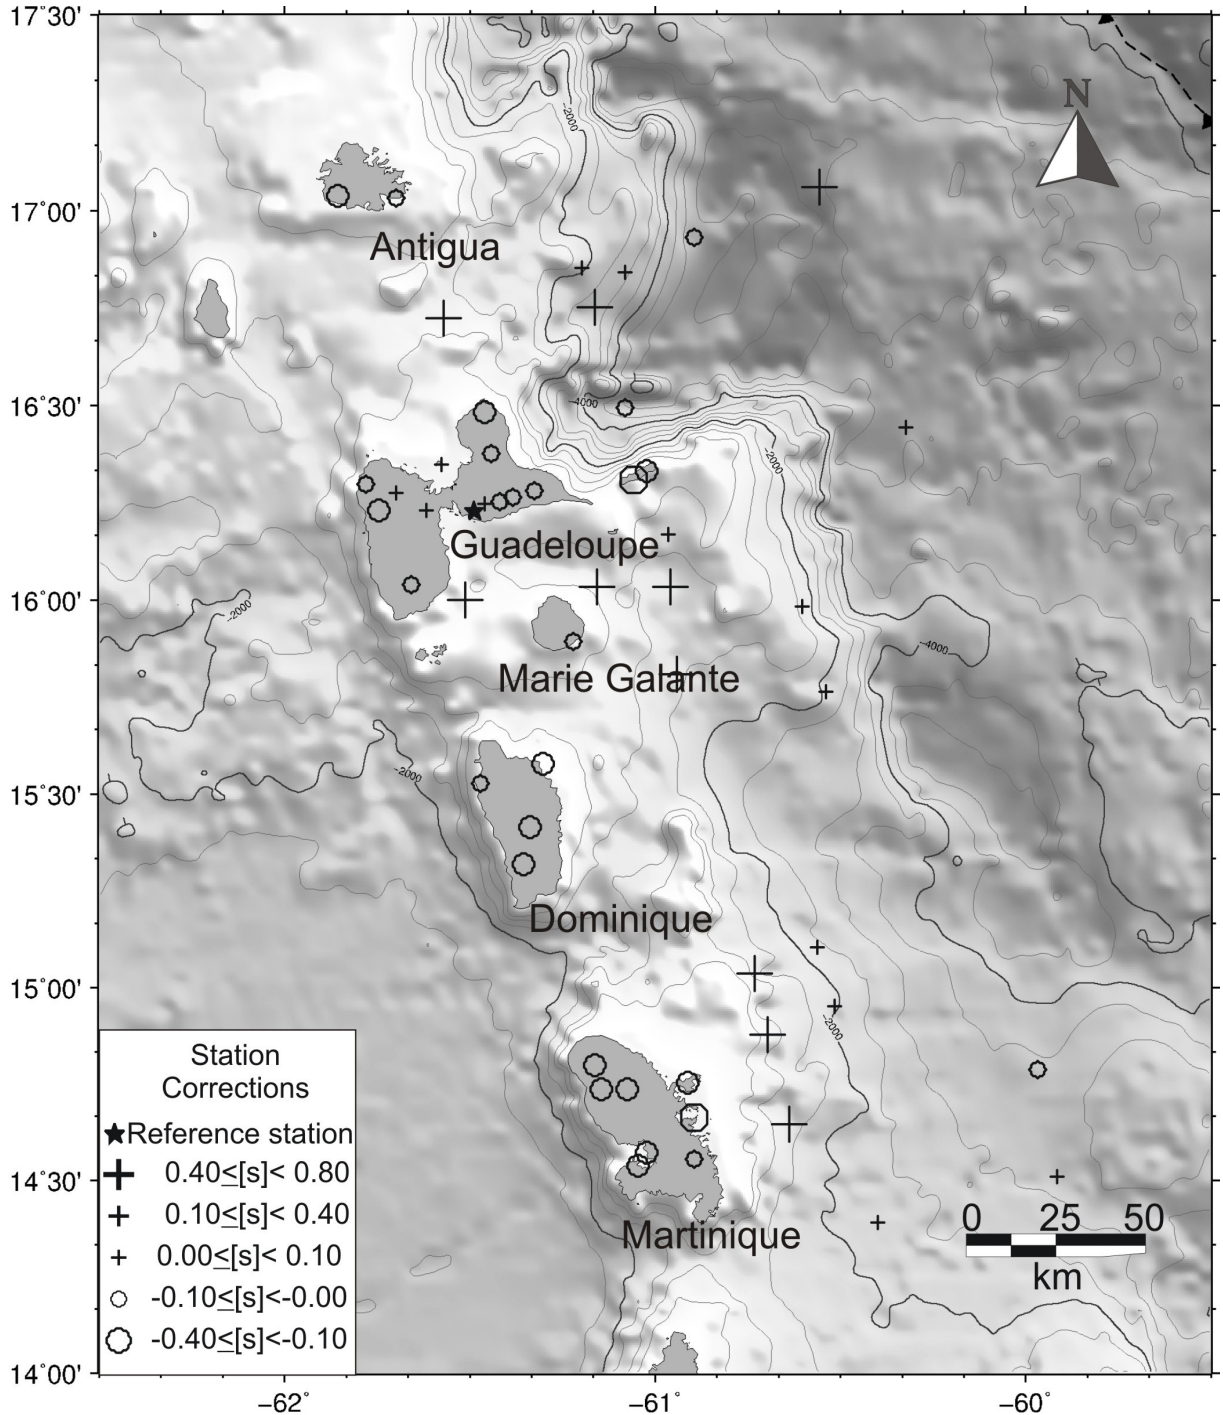 17˚30'
17˚00'
16˚30'
16˚00'
15˚30'
15˚00'
14˚30'
14˚00'
-62˚
-61˚
-60˚
N
-2000
Antigua
-4000
-2000
Guadeloupe
-2000
-4000
Marie Galante
-2000
Dominique
-2000
Martinique
Station
Corrections
Reference station
0.40≤[s]< 0.80
0.10≤[s]< 0.40
0.00≤[s]< 0.10
-0.10≤[s]<-0.00
-0.40≤[s]<-0.10
0 25 50
km